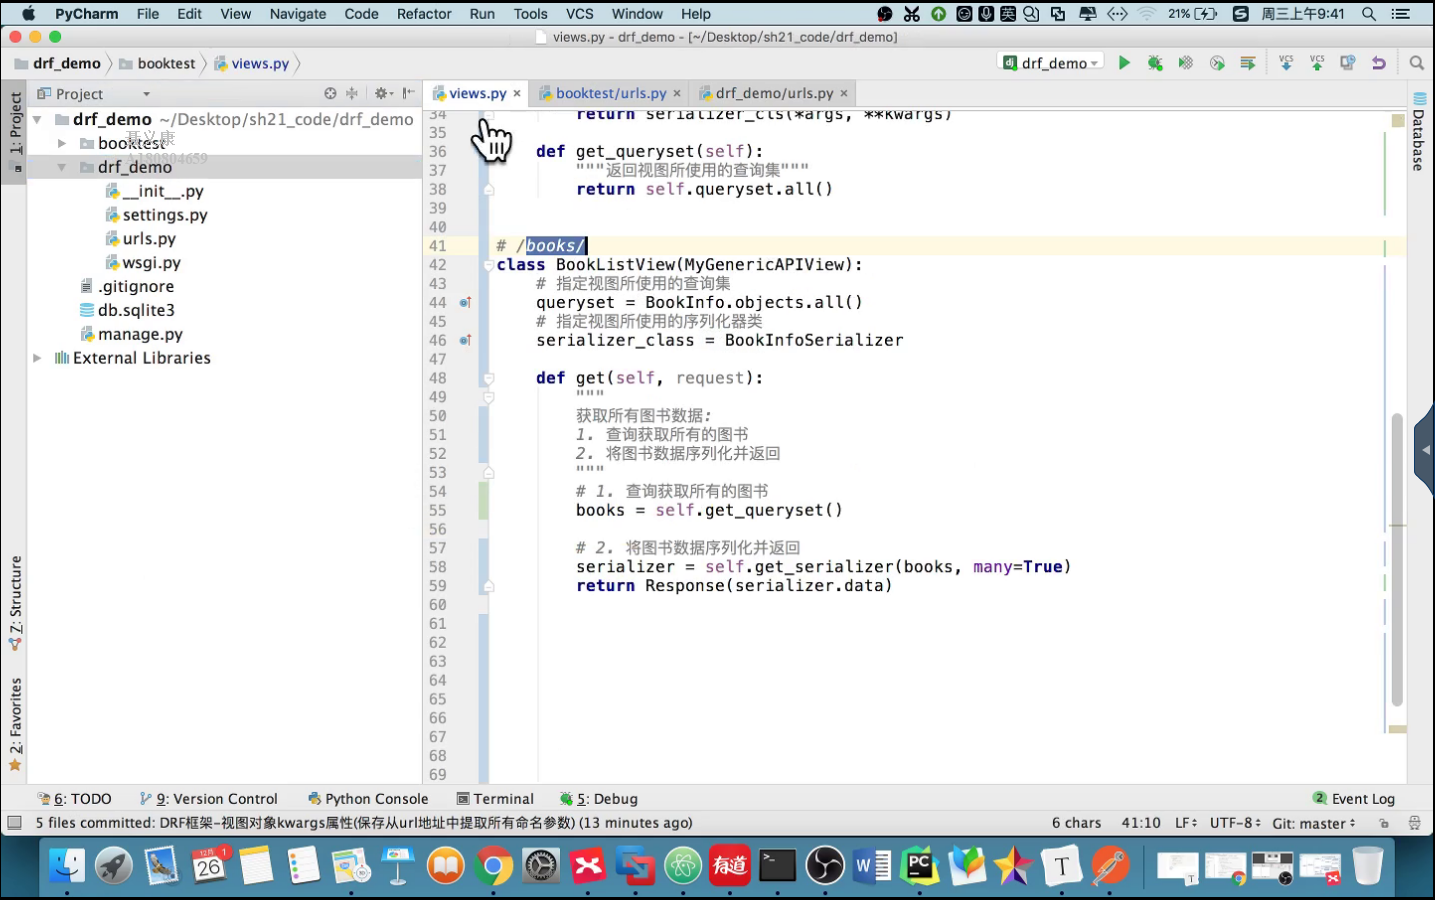 PyCharm File Edit View Navigate Code Refactor Run Tools VCS Window Help 英 21% 周三上午9:41
views.py - drf_demo - [~/Desktop/sh21_code/drf_demo]
drf_demo booktest views.py drf_demo
Project views.py booktest/urls.py drf_demo/urls.py
1: Project
7: Structure
2: Favorites
Database
drf_demo ~/Desktop/sh21_code/drf_demo
booktest
聂义康
A180804659
drf_demo
__init__.py
settings.py
urls.py
wsgi.py
.gitignore
db.sqlite3
manage.py
External Libraries
34 return serializer_cls(*args, **kwargs)
35
36 def get_queryset(self):
37 """返回视图所使用的查询集"""
38 return self.queryset.all()
39
40
41 # /books/
42 class BookListView(MyGenericAPIView):
43 # 指定视图所使用的查询集
44 queryset = BookInfo.objects.all()
45 # 指定视图所使用的序列化器类
46 serializer_class = BookInfoSerializer
47
48 def get(self, request):
49 """
50 获取所有图书数据:
51 1. 查询获取所有的图书
52 2. 将图书数据序列化并返回
53 """
54 # 1. 查询获取所有的图书
55 books = self.get_queryset()
56
57 # 2. 将图书数据序列化并返回
58 serializer = self.get_serializer(books, many=True)
59 return Response(serializer.data)
60
61
62
63
64
65
66
67
68
69
6: TODO 9: Version Control Python Console Terminal 5: Debug 2 Event Log
5 files committed: DRF框架-视图对象kwargs属性(保存从url地址中提取所有命名参数) (13 minutes ago) 6 chars 41:10 LF UTF-8 Git: master
12月 26 1 有道 W PC T